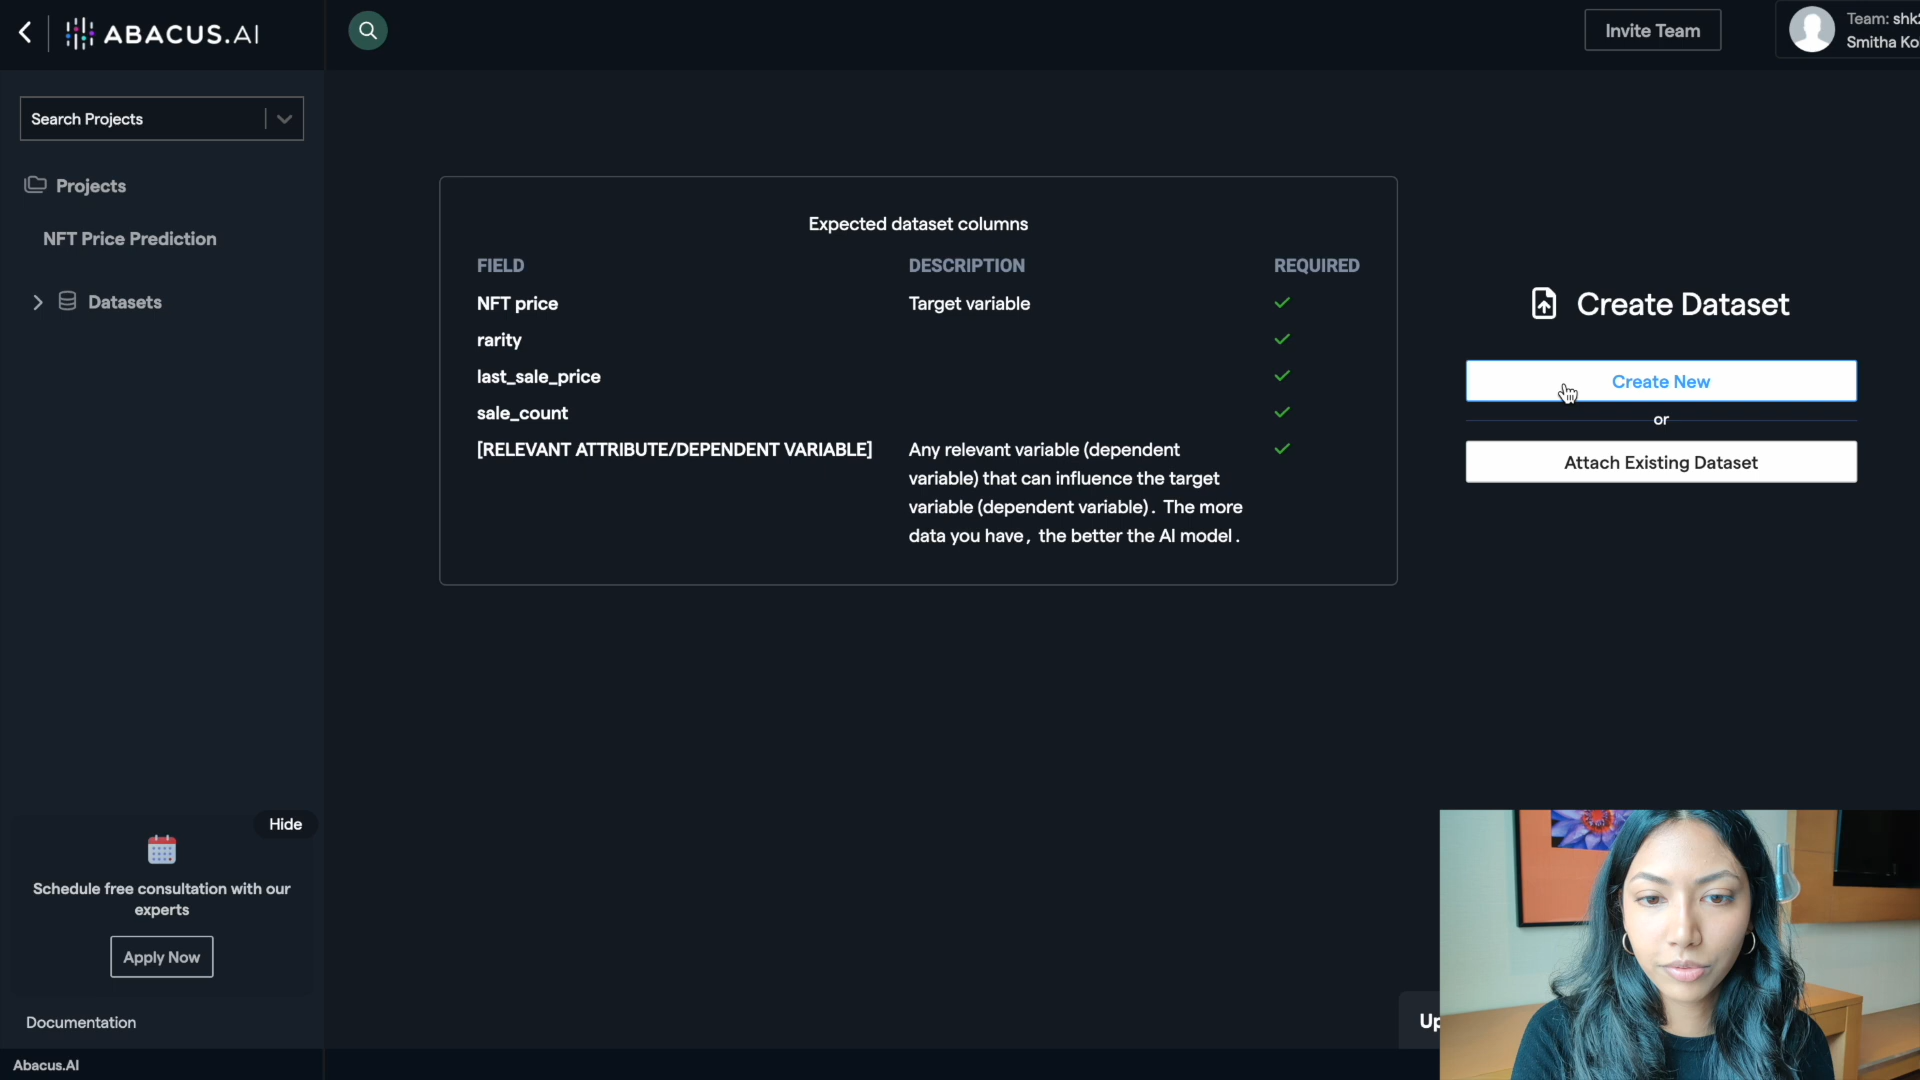 ABACUS.AI
Invite Team
Team: shk
Smitha Ko
Search Projects
Projects
NFT Price Prediction
Datasets
Expected dataset columns
FIELD DESCRIPTION REQUIRED
NFT price Target variable
rarity
last_sale_price
sale_count
[RELEVANT ATTRIBUTE/DEPENDENT VARIABLE] Any relevant variable (dependent
variable) that can influence the target
variable (dependent variable). The more
data you have, the better the AI model.
Create Dataset
Create New
or
Attach Existing Dataset
Hide
Schedule free consultation with our
experts
Apply Now
Documentation
Up
Abacus.AI